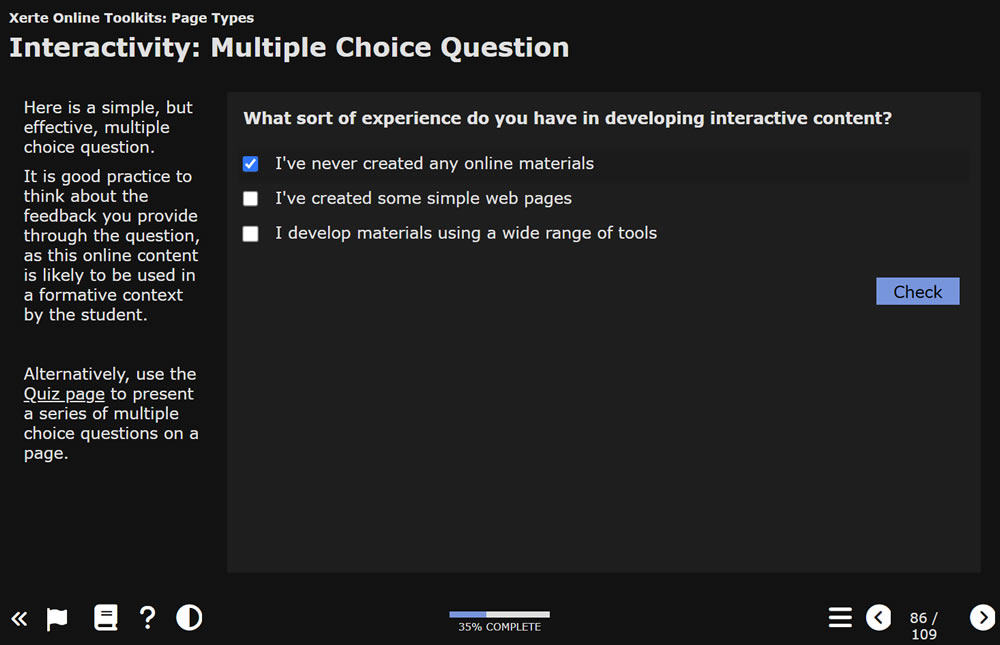 Xerte Online Toolkits: Page Types
Interactivity: Multiple Choice Question
Here is a simple, but
effective, multiple
choice question.
It is good practice to
think about the
feedback you provide
through the question,
as this online content
is likely to be used in
a formative context
by the student.
Alternatively, use the
Quiz page to present
a series of multiple
choice questions on a
page.
What sort of experience do you have in developing interactive content?
I've never created any online materials
I've created some simple web pages
I develop materials using a wide range of tools
Check
35% COMPLETE
86 /
109